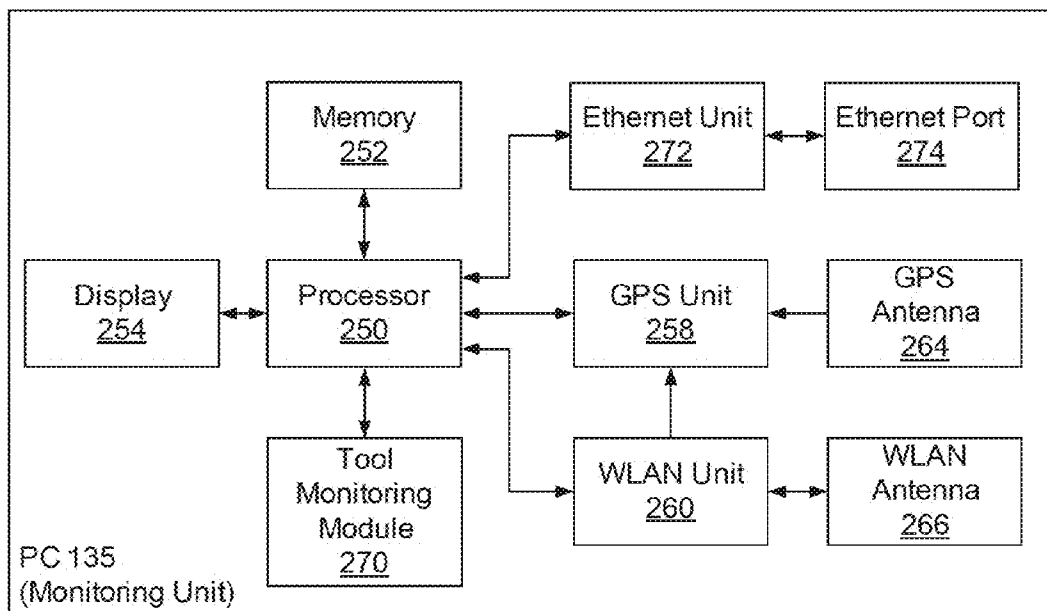 Memory
252
Ethernet Unit
272
Ethernet Port
274
Display
254
Processor
250
GPS Unit
258
GPS
Antenna
264
Tool
Monitoring
Module
270
WLAN Unit
260
WLAN
Antenna
266
PC 135
(Monitoring Unit)